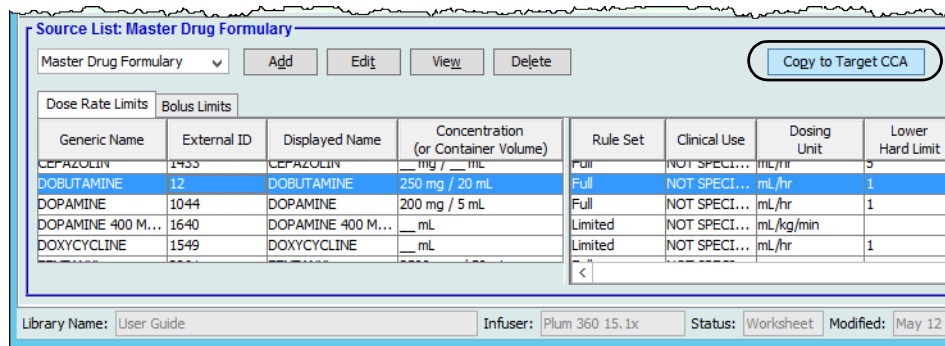 Source List: Master Drug Formulary
Master Drug Formulary Add Edit View Delete Copy to Target CCA
Dose Rate Limits Bolus Limits
Generic Name External ID Displayed Name Concentration (or Container Volume) Rule Set Clinical Use Dosing Unit Lower Hard Limit
CEFAZOLIN 1433 CEFAZOLIN __ mg / __ mL Full NOT SPECI... mL/hr 5
DOBUTAMINE 12 DOBUTAMINE 250 mg / 20 mL Full NOT SPECI... mL/hr 1
DOPAMINE 1044 DOPAMINE 200 mg / 5 mL Full NOT SPECI... mL/hr 1
DOPAMINE 400 M... 1640 DOPAMINE 400 M... __ mL Limited NOT SPECI... mL/kg/min
DOXYCYCLINE 1549 DOXYCYCLINE __ mL Limited NOT SPECI... mL/hr 1
Library Name: User Guide Infuser: Plum 360 15.1x Status: Worksheet Modified: May 12